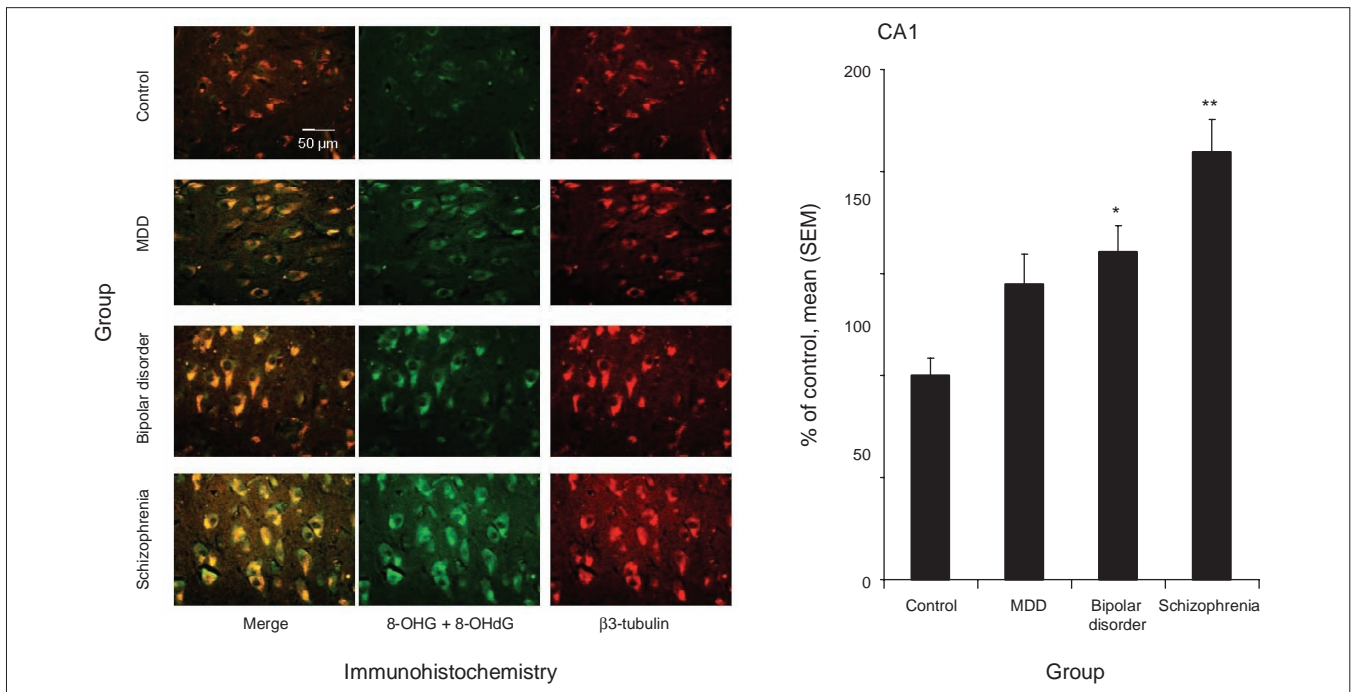 Group
Control
MDD
Bipolar disorder
Schizophrenia
50 µm
Merge
8-OHG + 8-OHdG
β3-tubulin
Immunohistochemistry
CA1
% of control, mean (SEM)
200
150
100
50
0
*
**
Control
MDD
Bipolar
disorder
Schizophrenia
Group